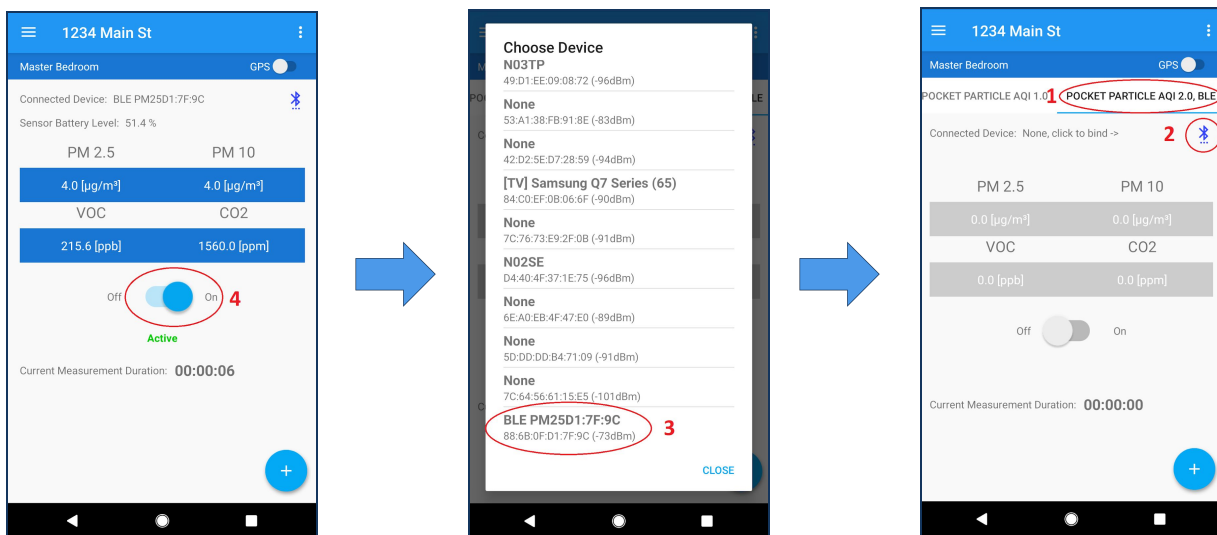 1234 Main St
Master Bedroom GPS
Connected Device: BLE PM25D1:7F:9C
Sensor Battery Level: 51.4 %
PM 2.5 PM 10
4.0 [µg/m³] 4.0 [µg/m³]
VOC CO2
215.6 [ppb] 1560.0 [ppm]
Off On 4
Active
Current Measurement Duration: 00:00:06
+
Choose Device
N03TP
49:D1:EE:09:08:72 (-96dBm)
None
53:A1:38:FB:91:8E (-83dBm)
None
42:D2:5E:D7:28:59 (-94dBm)
[TV] Samsung Q7 Series (65)
84:C0:EF:0B:06:6F (-90dBm)
None
7C:76:73:E9:2F:0B (-91dBm)
N02SE
D4:40:4F:37:1E:75 (-96dBm)
None
6E:A0:EB:4F:47:E0 (-89dBm)
None
5D:DD:DD:B4:71:09 (-91dBm)
None
7C:64:56:61:15:E5 (-101dBm)
BLE PM25D1:7F:9C
88:6B:0F:D1:7F:9C (-73dBm) 3
CLOSE
1234 Main St
Master Bedroom GPS
POCKET PARTICLE AQI 1.0 1 POCKET PARTICLE AQI 2.0, BLE
Connected Device: None, click to bind -> 2
PM 2.5 PM 10
0.0 [µg/m³] 0.0 [µg/m³]
VOC CO2
0.0 [ppb] 0.0 [ppm]
Off On
Current Measurement Duration: 00:00:00
+